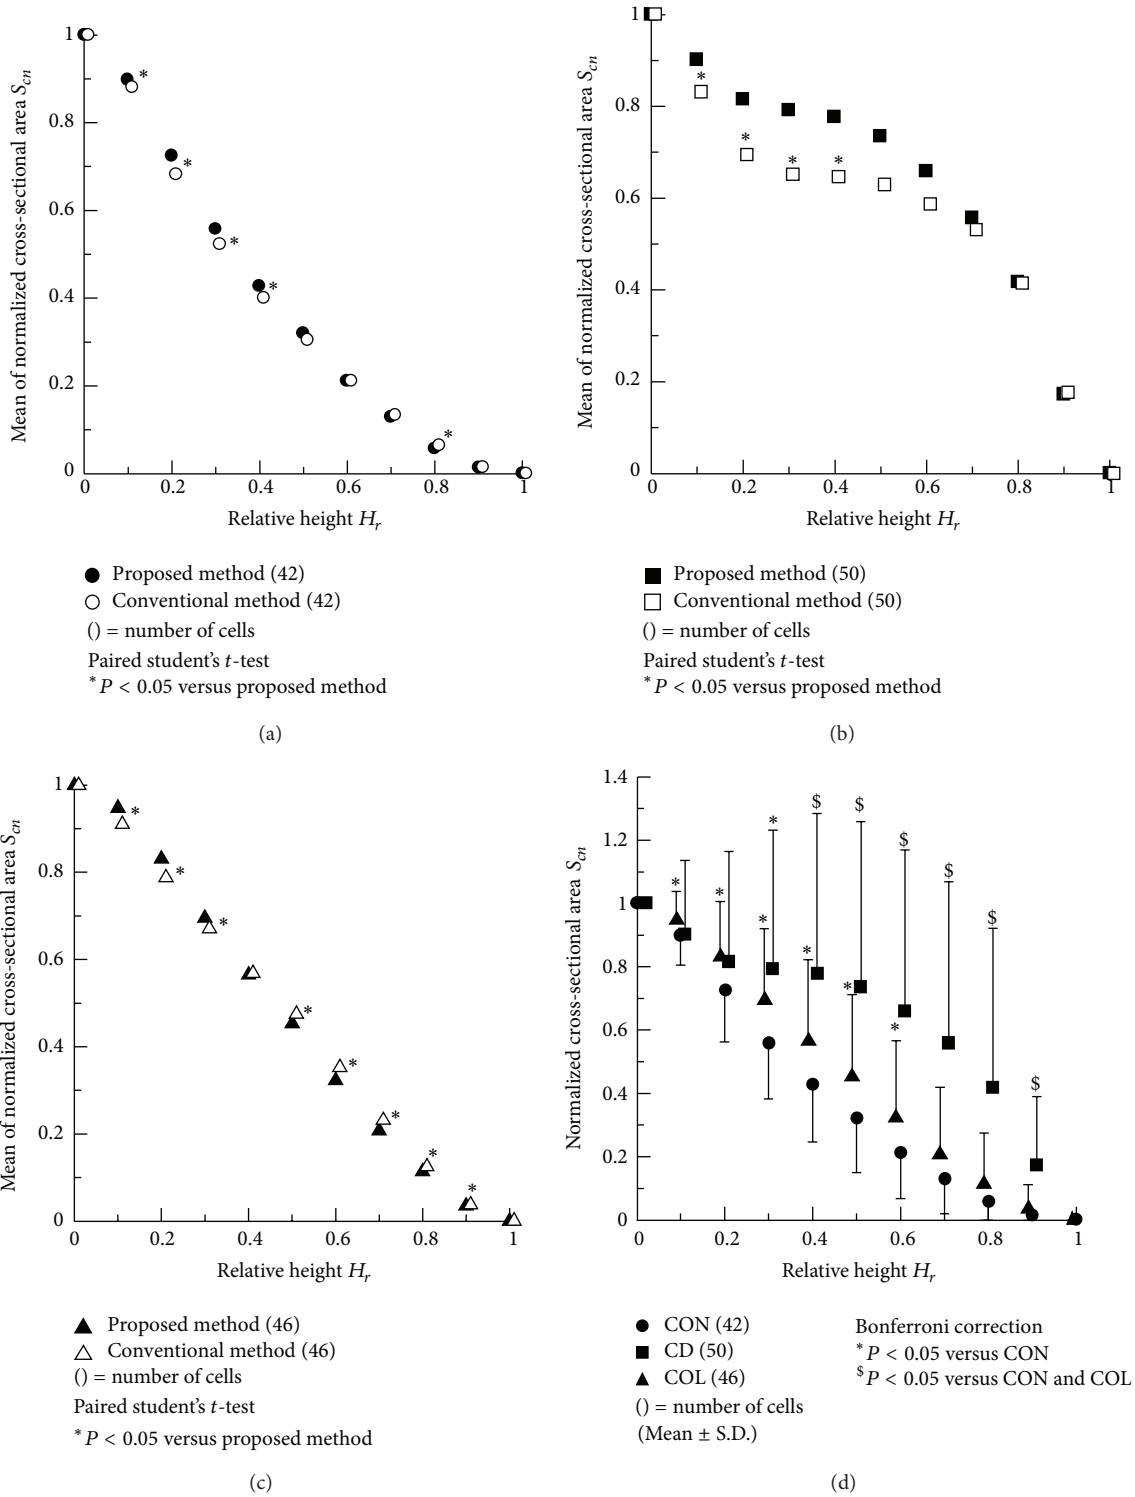 Mean of normalized cross-sectional area Scn
1
0.8
0.6
0.4
0.2
0
* * * * *
0 0.2 0.4 0.6 0.8 1
Relative height Hr
Proposed method (42)
Conventional method (42)
() = number of cells
Paired student's t-test
*P < 0.05 versus proposed method
(a)
Mean of normalized cross-sectional area Scn
1
0.8
0.6
0.4
0.2
0
* * * *
0 0.2 0.4 0.6 0.8 1
Relative height Hr
Proposed method (50)
Conventional method (50)
() = number of cells
Paired student's t-test
*P < 0.05 versus proposed method
(b)
Mean of normalized cross-sectional area Scn
1
0.8
0.6
0.4
0.2
0
* * * * * * * *
0 0.2 0.4 0.6 0.8 1
Relative height Hr
Proposed method (46)
Conventional method (46)
() = number of cells
Paired student's t-test
*P < 0.05 versus proposed method
(c)
Normalized cross-sectional area Scn
1.4
1.2
1
0.8
0.6
0.4
0.2
0
* $ $ $ $ $ $
* * * * * *
0 0.2 0.4 0.6 0.8 1
Relative height Hr
CON (42)
CD (50)
COL (46)
() = number of cells
(Mean ± S.D.)
Bonferroni correction
*P < 0.05 versus CON
$P < 0.05 versus CON and COL
(d)